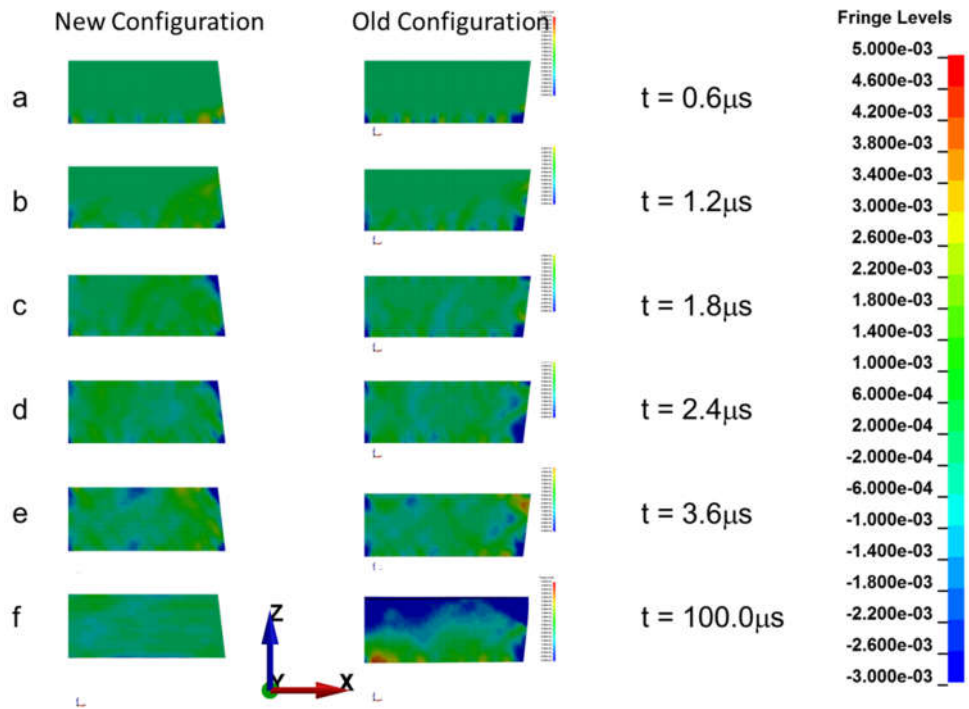 New Configuration
Old Configuration
Fringe Levels
a
t = 0.6μs
b
t = 1.2μs
c
t = 1.8μs
d
t = 2.4μs
e
t = 3.6μs
f
t = 100.0μs
Z
Y
X
5.000e-03
4.600e-03
4.200e-03
3.800e-03
3.400e-03
3.000e-03
2.600e-03
2.200e-03
1.800e-03
1.400e-03
1.000e-03
6.000e-04
2.000e-04
-2.000e-04
-6.000e-04
-1.000e-03
-1.400e-03
-1.800e-03
-2.200e-03
-2.600e-03
-3.000e-03